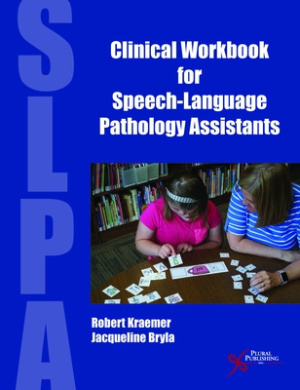 SLPA
Clinical Workbook
for
Speech-Language
Pathology Assistants
Robert Kraemer
Jacqueline Bryla
PLURAL
PUBLISHING